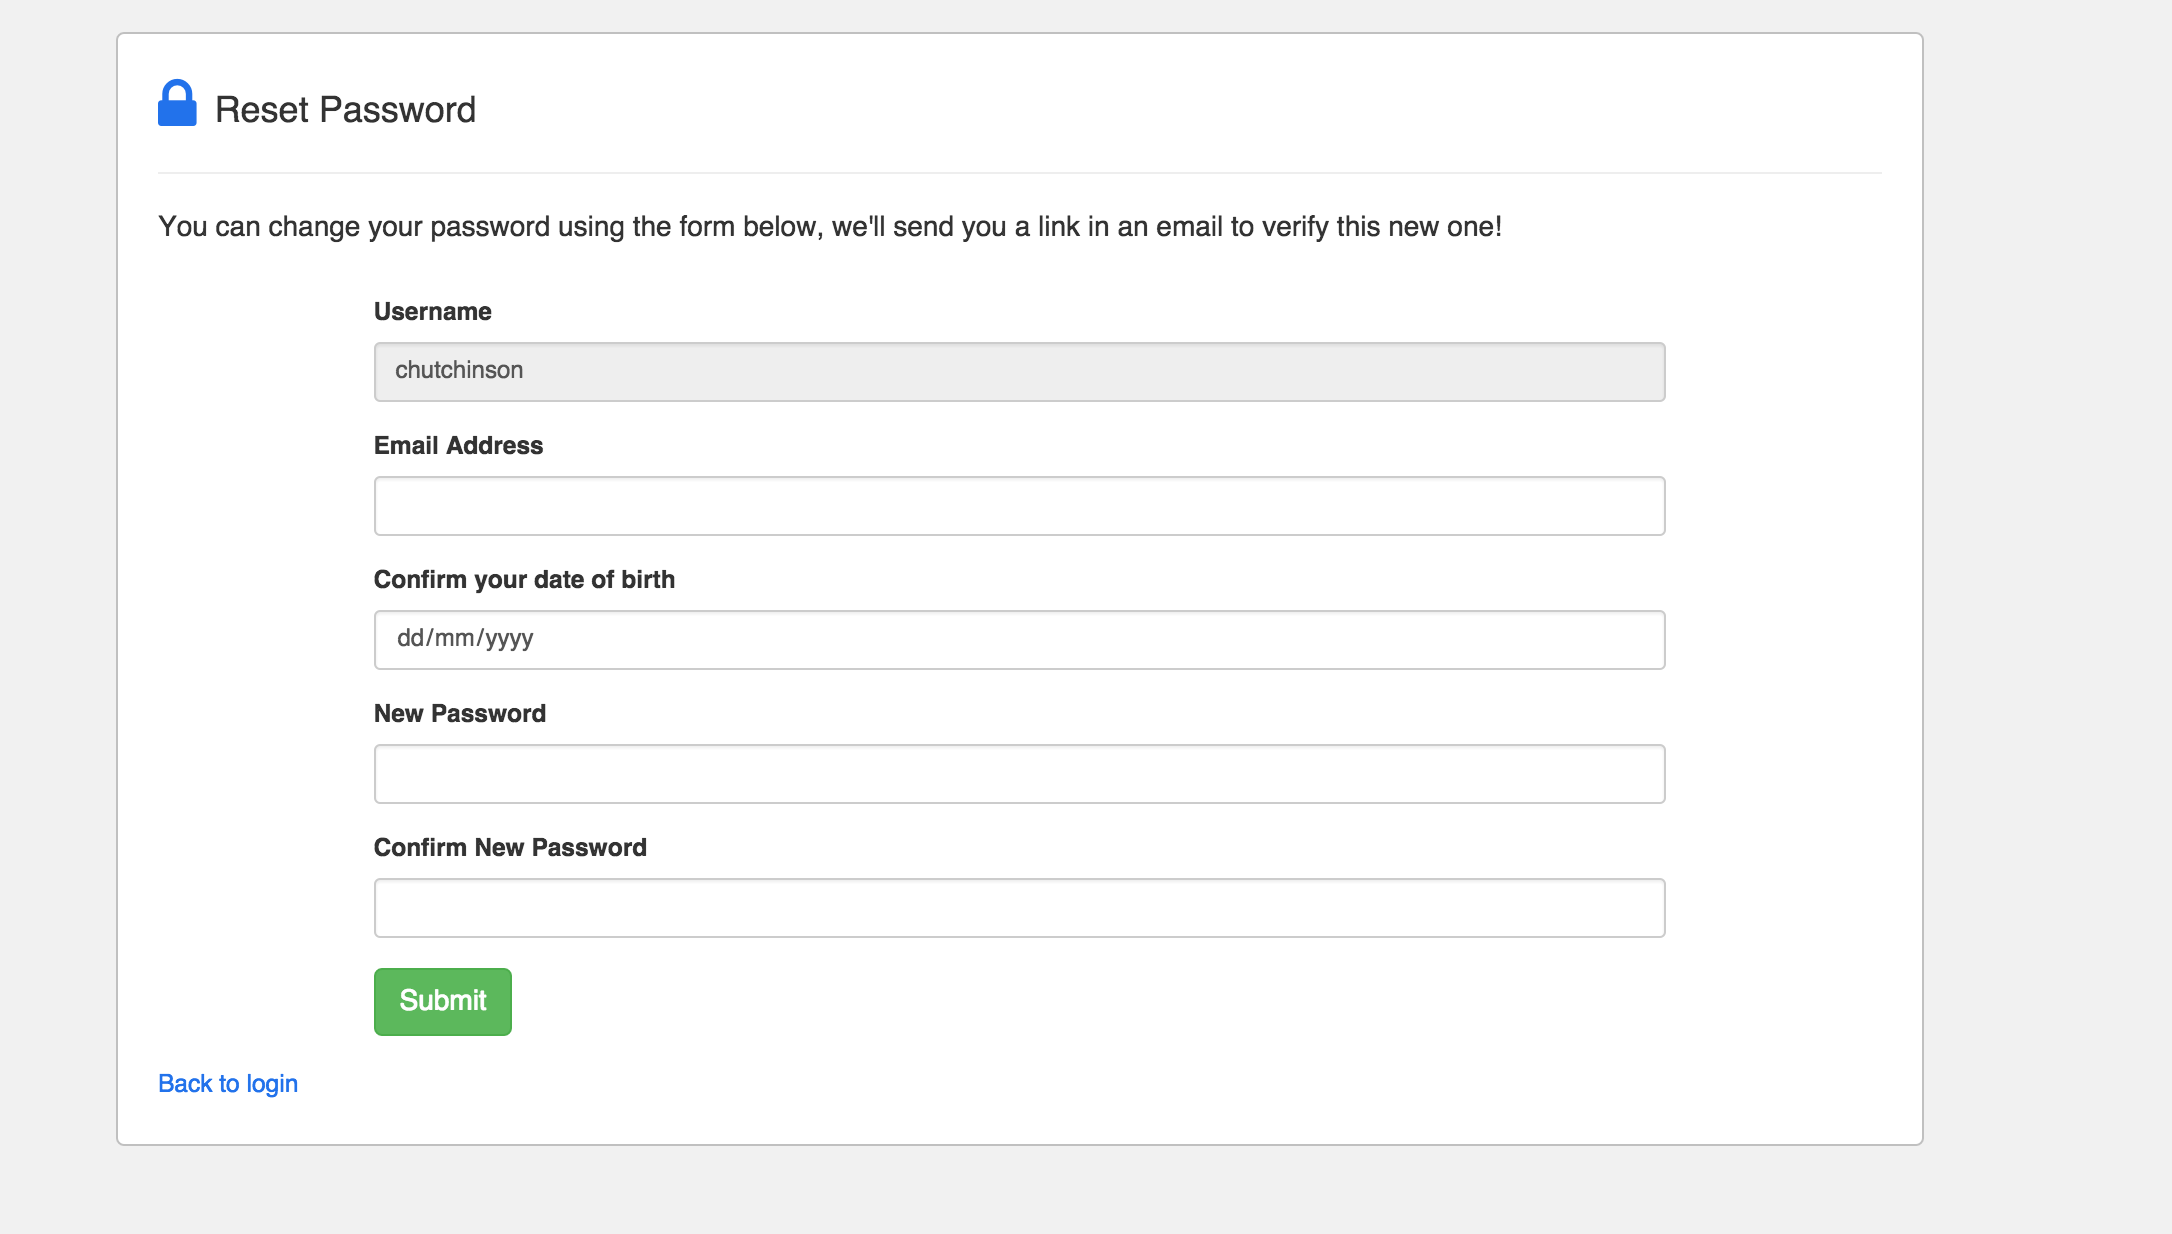 Reset Password
You can change your password using the form below, we'll send you a link in an email to verify this new one!
Username
chutchinson
Email Address
Confirm your date of birth
dd/mm/yyyy
New Password
Confirm New Password
Submit
Back to login